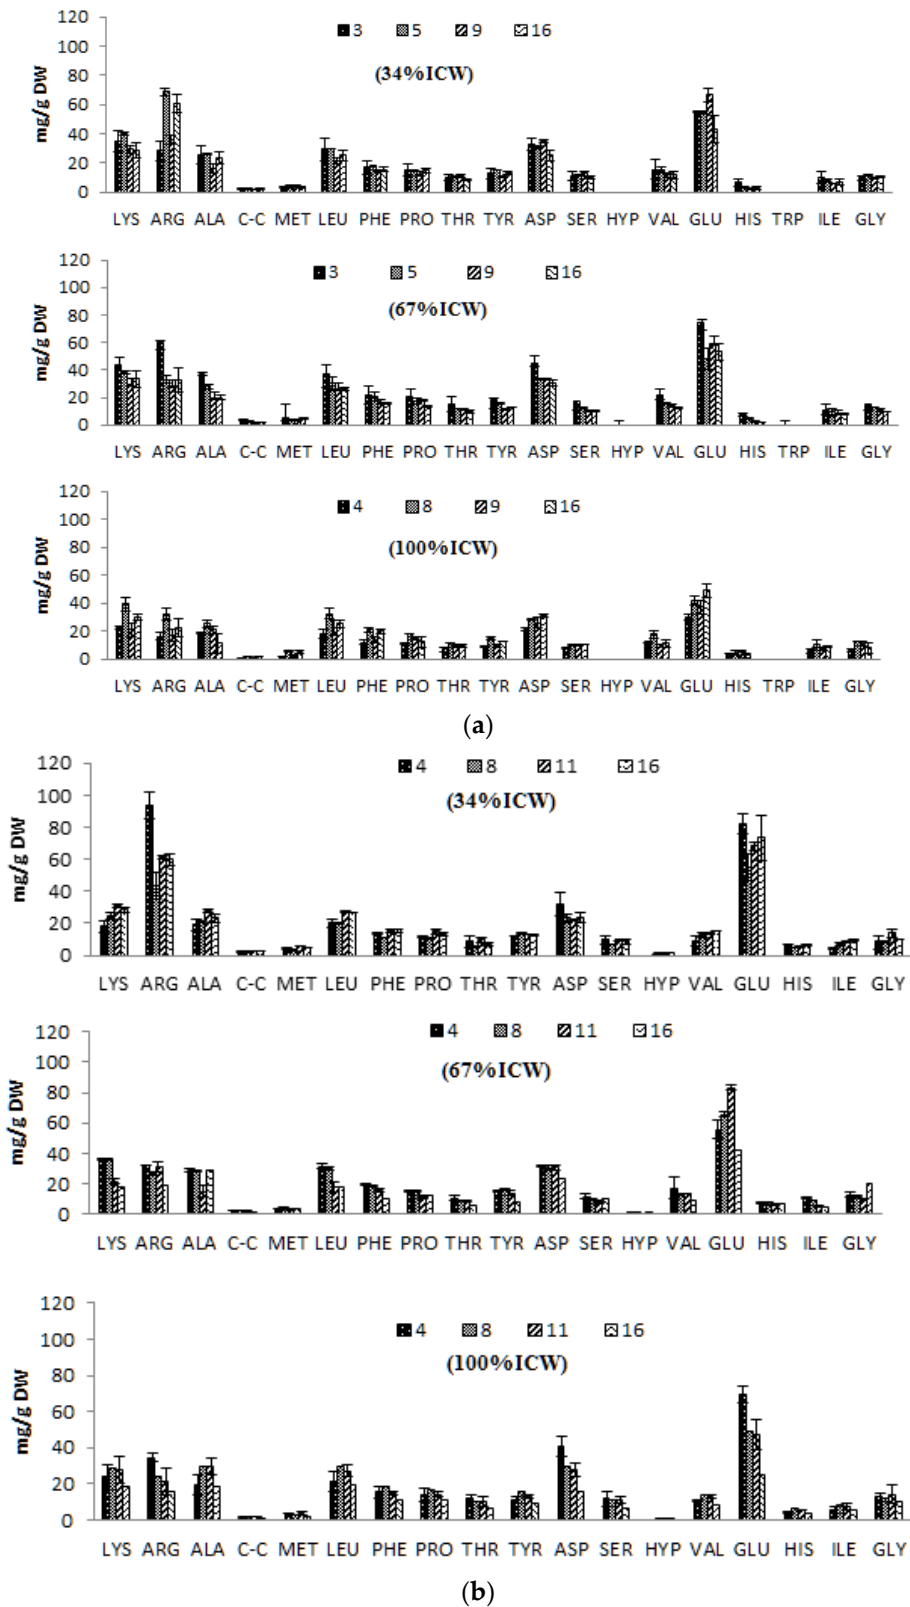 120
100
80
60
40
20
0
mg/g DW
3 5 9 16
(34%ICW)
LYS ARG ALA C-C MET LEU PHE PRO THR TYR ASP SER HYP VAL GLU HIS TRP ILE GLY
120
100
80
60
40
20
0
mg/g DW
3 5 9 16
(67%ICW)
LYS ARG ALA C-C MET LEU PHE PRO THR TYR ASP SER HYP VAL GLU HIS TRP ILE GLY
120
100
80
60
40
20
0
mg/g DW
4 8 9 16
(100%ICW)
LYS ARG ALA C-C MET LEU PHE PRO THR TYR ASP SER HYP VAL GLU HIS TRP ILE GLY
(a)
120
100
80
60
40
20
0
mg/g DW
4 8 11 16
(34%ICW)
LYS ARG ALA C-C MET LEU PHE PRO THR TYR ASP SER HYP VAL GLU HIS ILE GLY
120
100
80
60
40
20
0
mg/g DW
4 8 11 16
(67%ICW)
LYS ARG ALA C-C MET LEU PHE PRO THR TYR ASP SER HYP VAL GLU HIS ILE GLY
120
100
80
60
40
20
0
mg/g DW
4 8 11 16
(100%ICW)
LYS ARG ALA C-C MET LEU PHE PRO THR TYR ASP SER HYP VAL GLU HIS ILE GLY
(b)